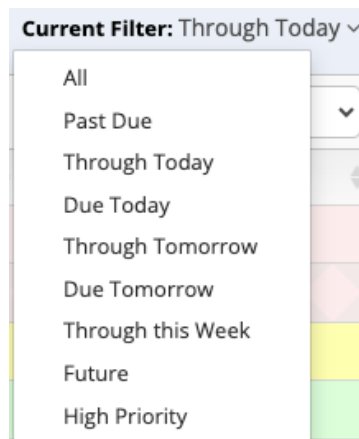 Current Filter: Through Today
All
Past Due
Through Today
Due Today
Through Tomorrow
Due Tomorrow
Through this Week
Future
High Priority